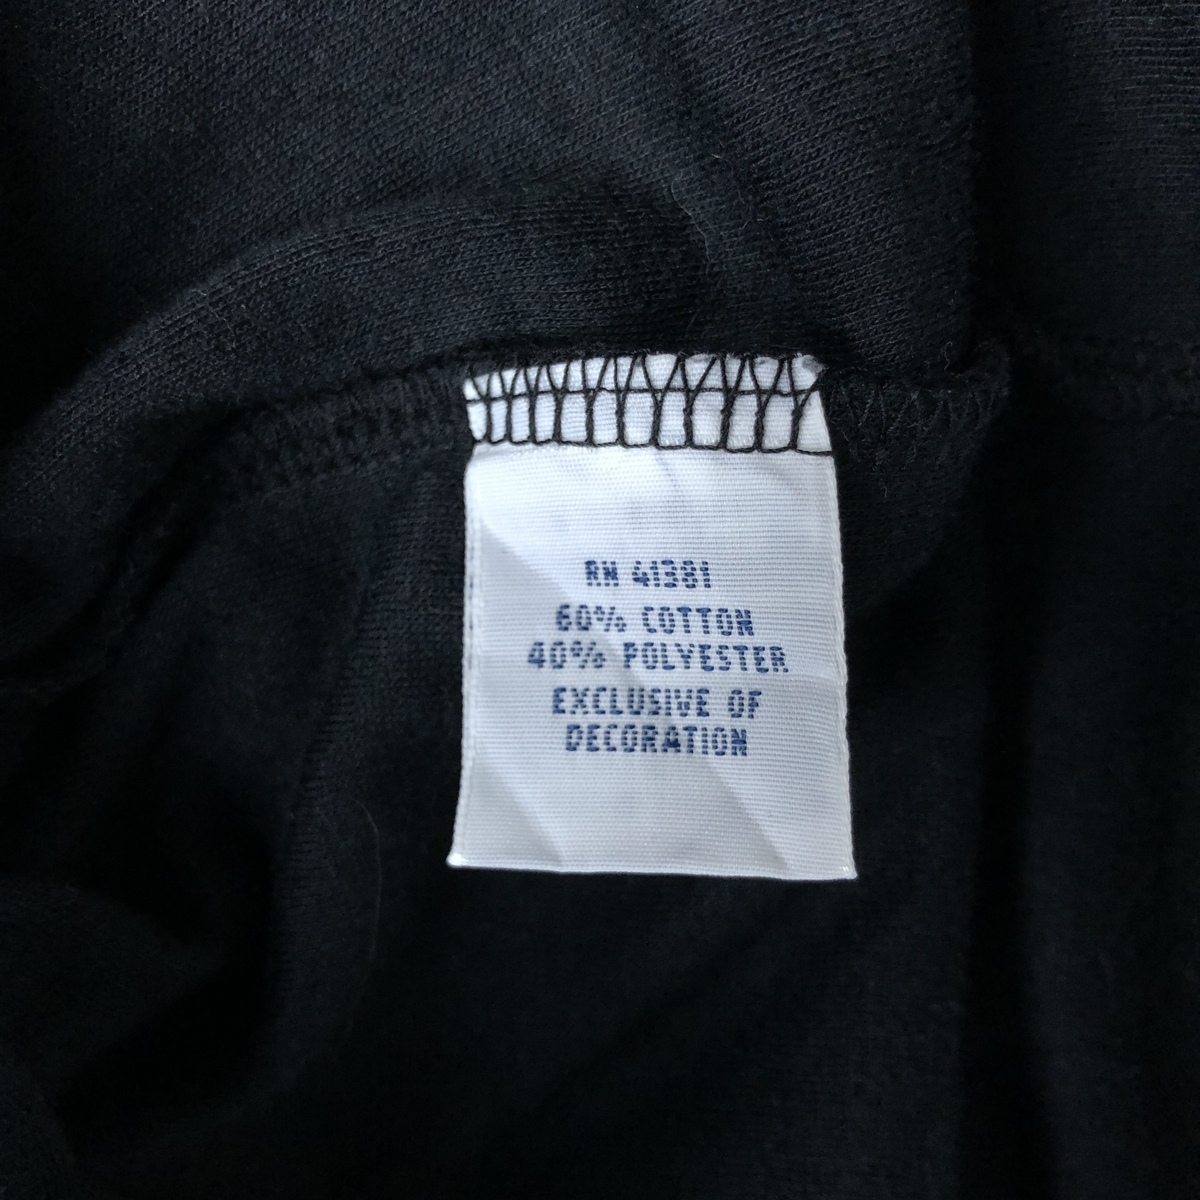 RN 41381
60% COTTON
40% POLYESTER
EXCLUSIVE OF
DECORATION